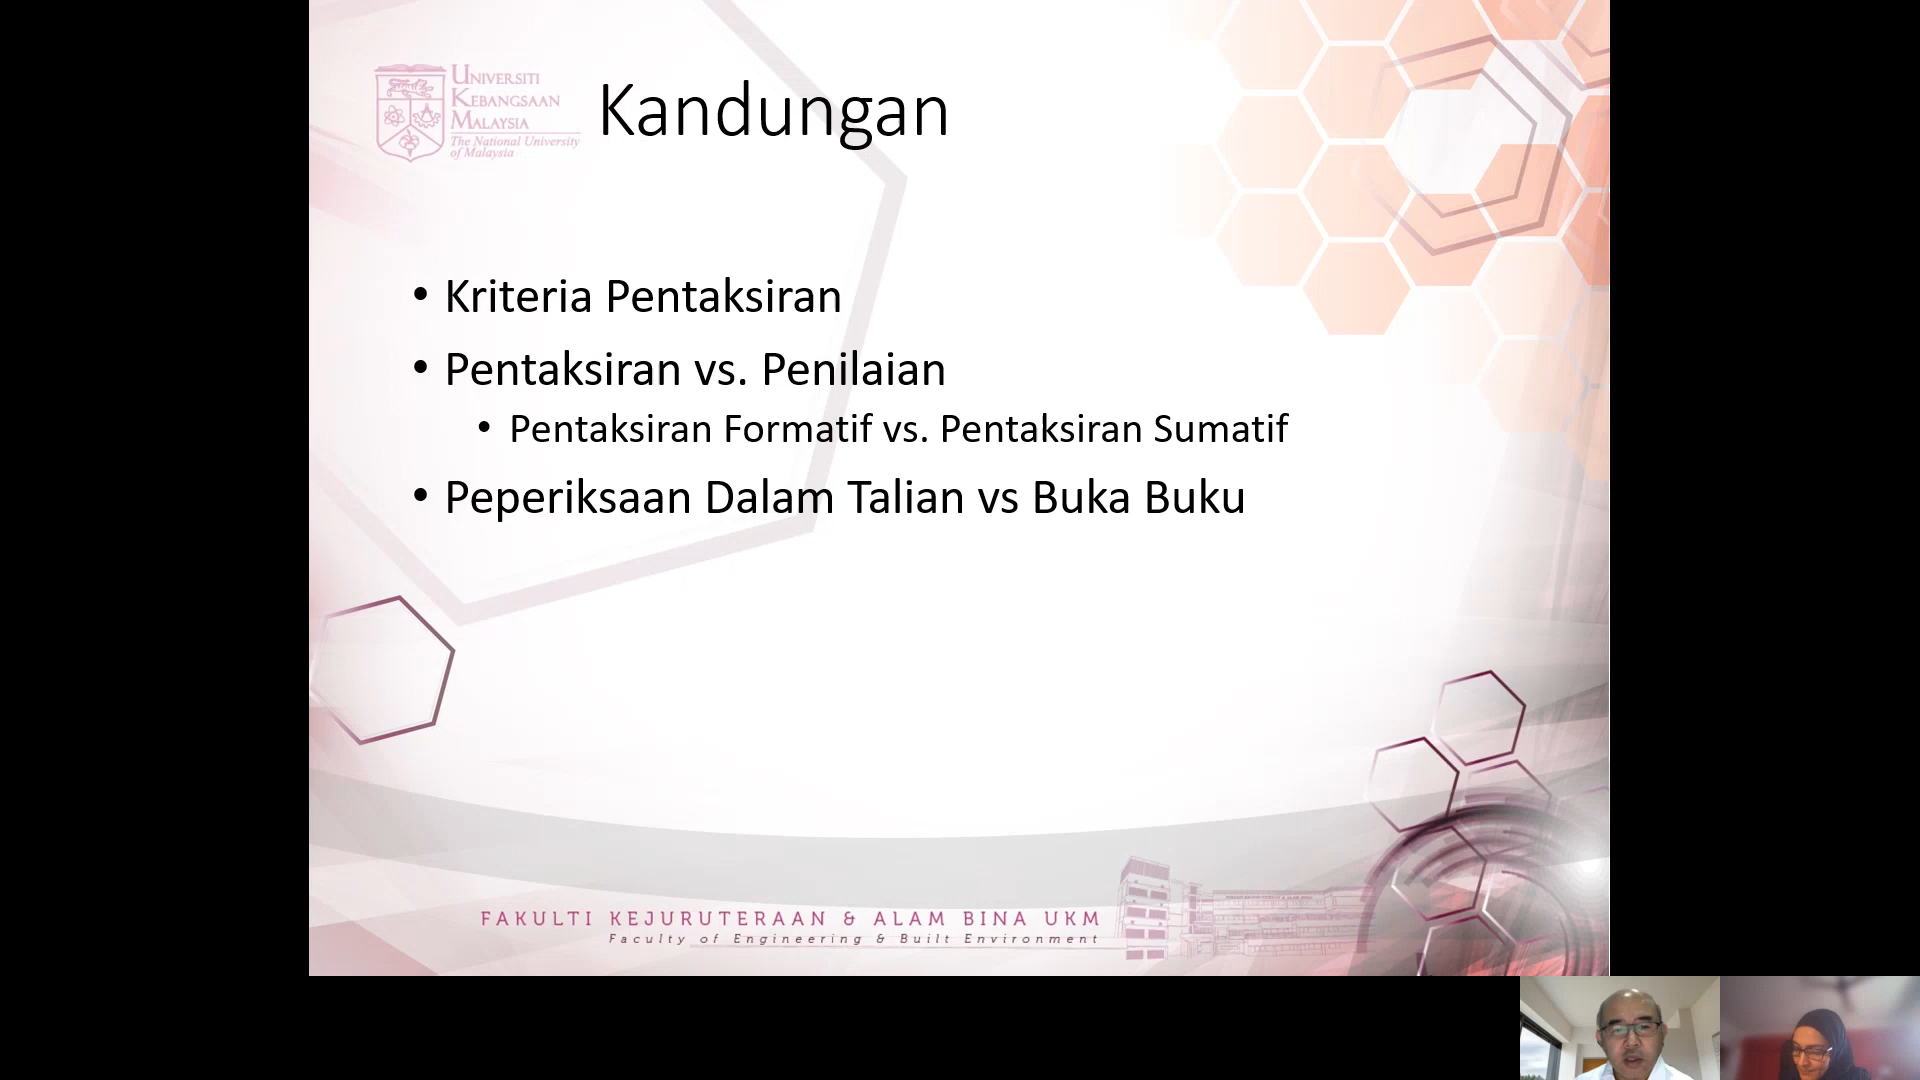 UNIVERSITI
KEBANGSAAN
MALAYSIA
The National University
of Malaysia
Kandungan
• Kriteria Pentaksiran
• Pentaksiran vs. Penilaian
• Pentaksiran Formatif vs. Pentaksiran Sumatif
• Peperiksaan Dalam Talian vs Buka Buku
FAKULTI KEJURUTERAAN & ALAM BINA UKM
Faculty of Engineering & Built Environment